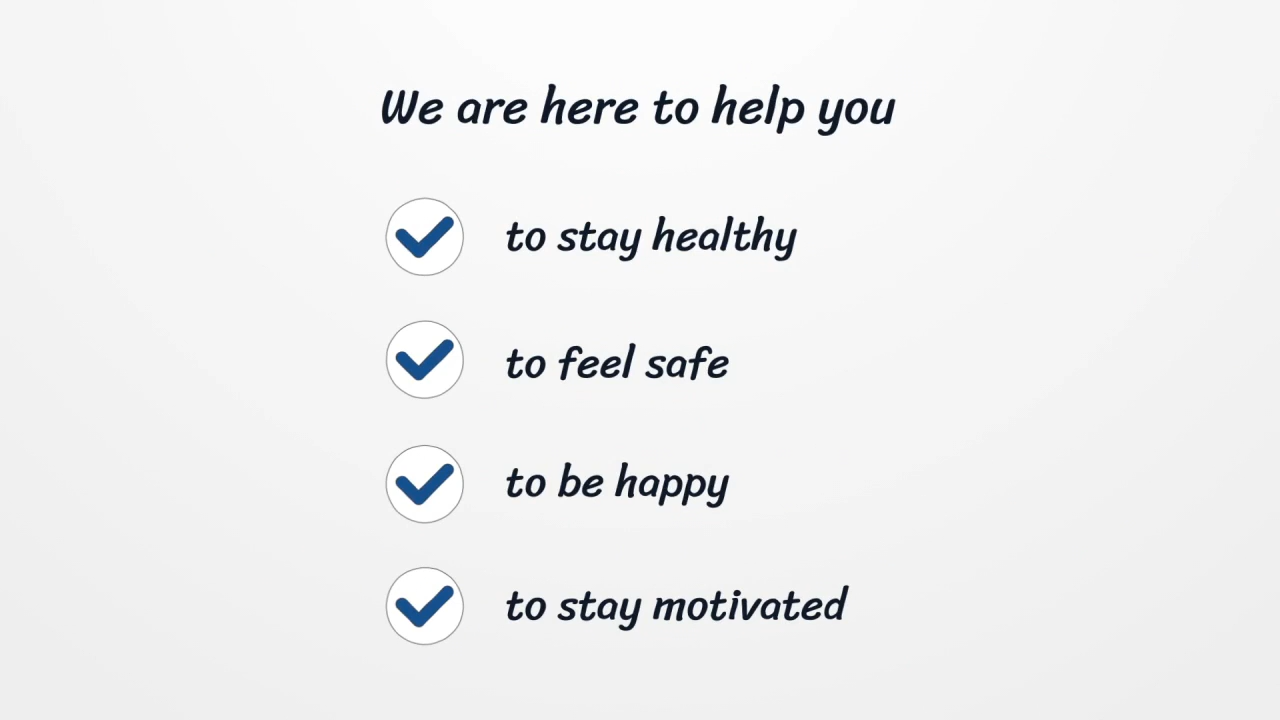 We are here to help you
to stay healthy
to feel safe
to be happy
to stay motivated